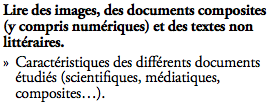 Lire des images, des documents composites
(y compris numériques) et des textes non
littéraires.
» Caractéristiques des différents documents
étudiés (scientifiques, médiatiques,
composites…).